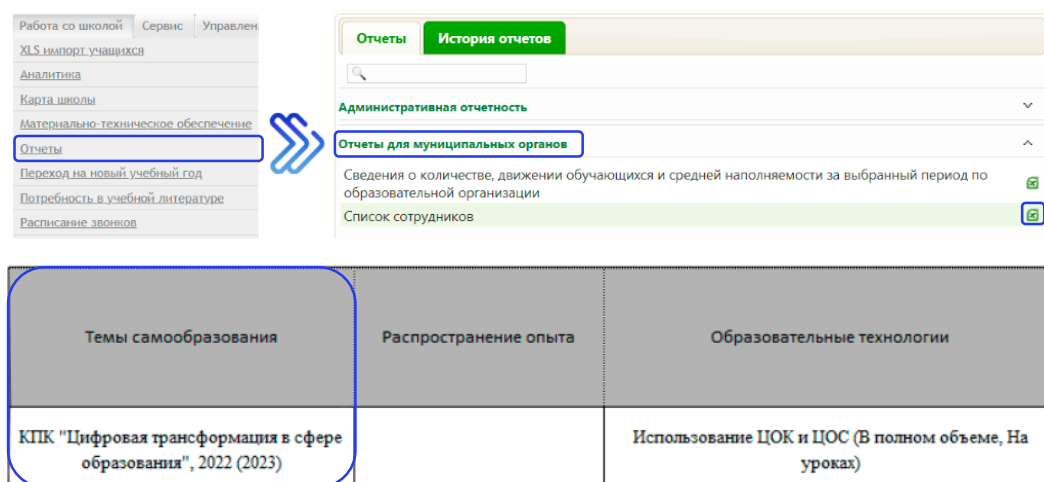 Работа со школой Сервис Управлен
XLS импорт учащихся
Аналитика
Карта школы
Материально-техническое обеспечение
Отчеты
Переход на новый учебный год
Потребность в учебной литературе
Расписание звонков
Отчеты История отчетов
Административная отчетность
Отчеты для муниципальных органов
Сведения о количестве, движении обучающихся и средней наполняемости за выбранный период по
образовательной организации
Список сотрудников
Темы самообразования Распространение опыта Образовательные технологии
КПК "Цифровая трансформация в сфере
образования", 2022 (2023)
Использование ЦОК и ЦОС (В полном объеме, На
уроках)